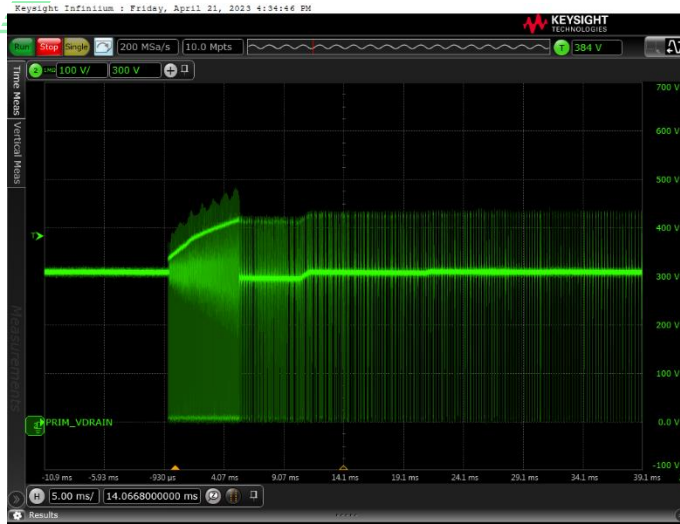 Keysight Infiniium : Friday, April 21, 2023 4:34:46 PM
KEYSIGHT
TECHNOLOGIES
Run Stop Single 200 MSa/s 10.0 Mpts T 384 V
2 1MΩ 100 V/ 300 V
Time Meas
Vertical Meas
Measurements
700 V
600 V
500 V
T
400 V
300 V
200 V
100 V
PRIM_VDRAIN
0.0 V
-100 V
-10.9 ms -5.93 ms -930 µs 4.07 ms 9.07 ms 14.1 ms 19.1 ms 24.1 ms 29.1 ms 34.1 ms 39.1 ms
H 5.00 ms/ 14.0668000000 ms
Results